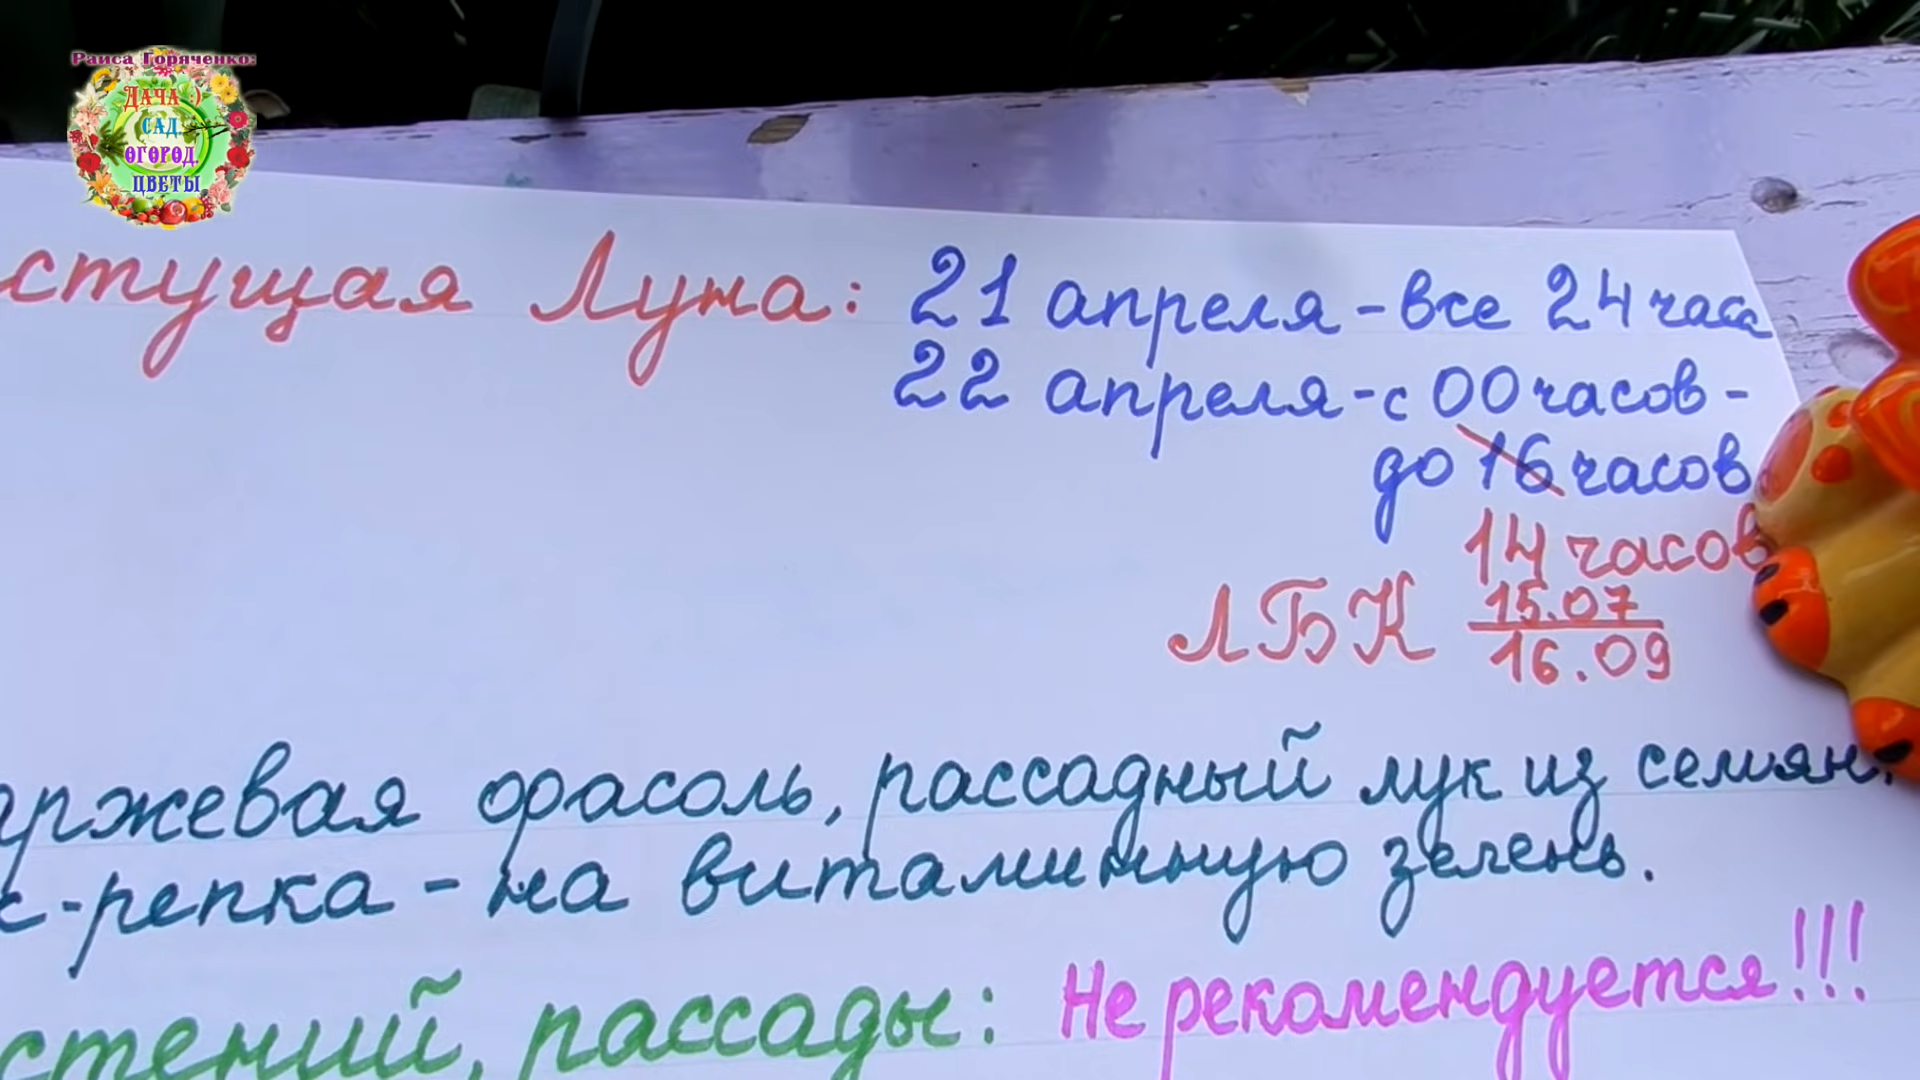 Раиса Горяченко:
Дача :)
САД.
ОГОРОД.
ЦВЕТЫ
стущая Луна: 21 апреля - все 24 часа
22 апреля - с 00 часов -
до 16 часов
14 часов
ЛБК 15.07
16.09
аржевая фасоль, рассадный лук из семян.
к-репка - на витаминную зелень.
стений, рассады: Не рекомендуется!!!